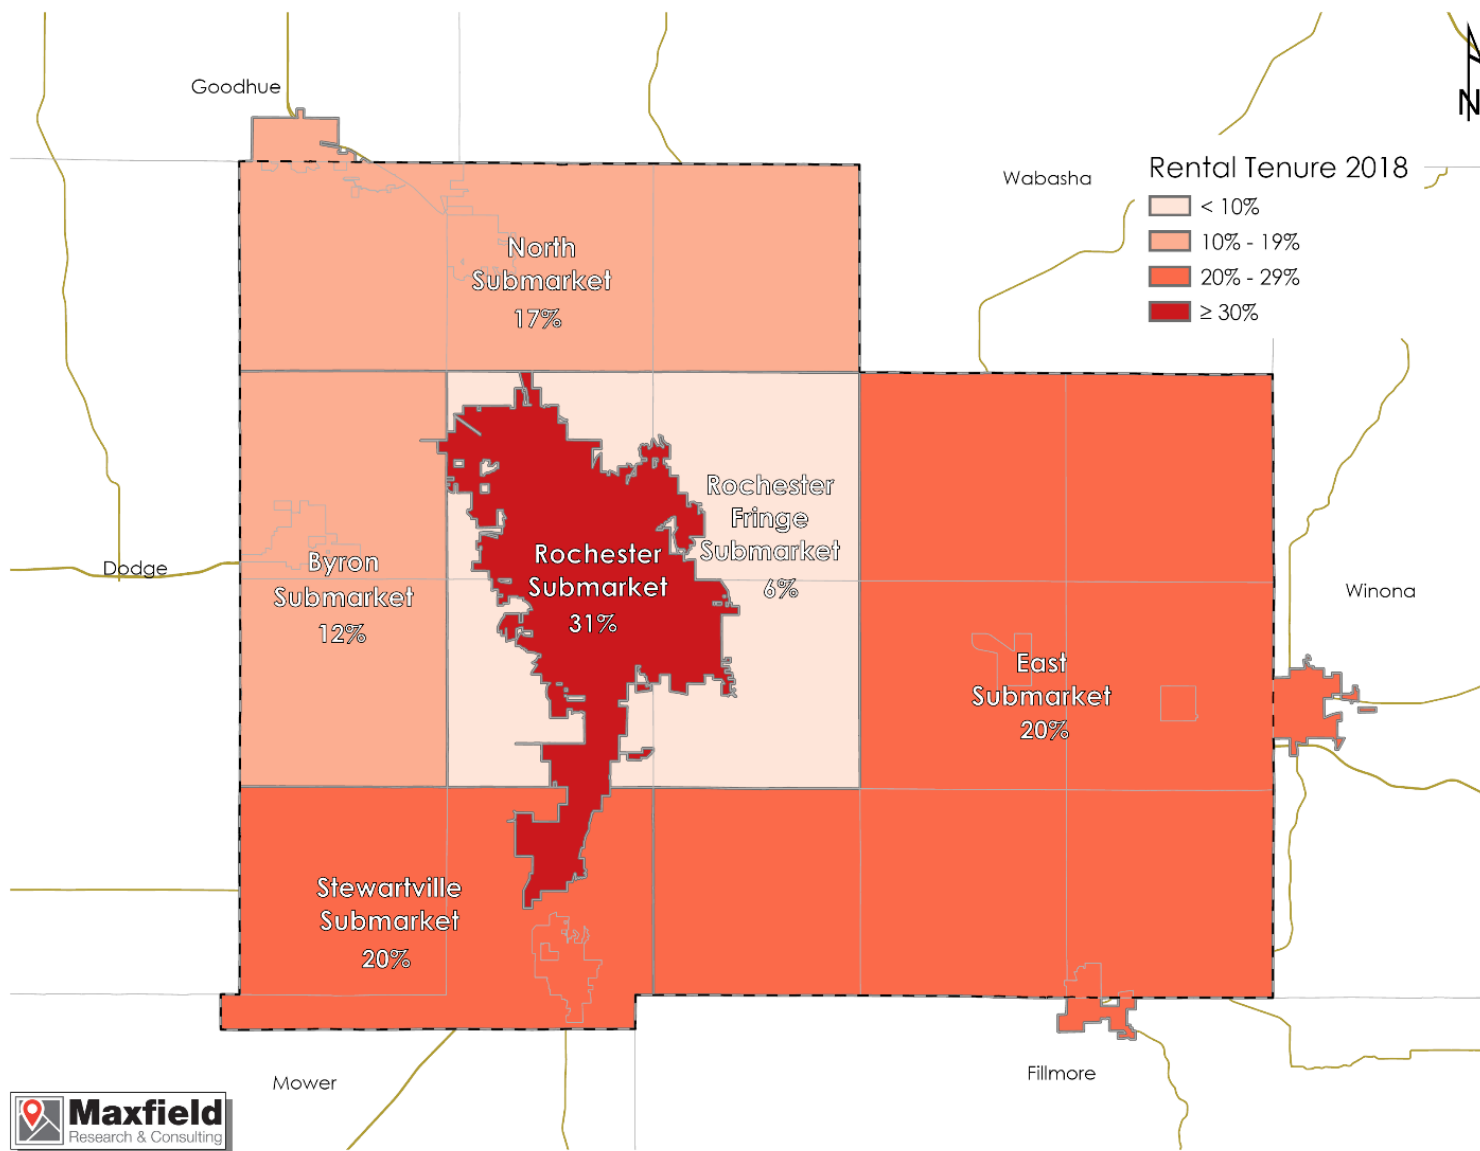 Goodhue
Wabasha
N
Rental Tenure 2018
< 10%
10% - 19%
20% - 29%
≥ 30%
North
Submarket
17%
Rochester
Fringe
Submarket
6%
Rochester
Submarket
31%
Dodge
Byron
Submarket
12%
Winona
East
Submarket
20%
Stewartville
Submarket
20%
Mower
Fillmore
Maxfield
Research & Consulting